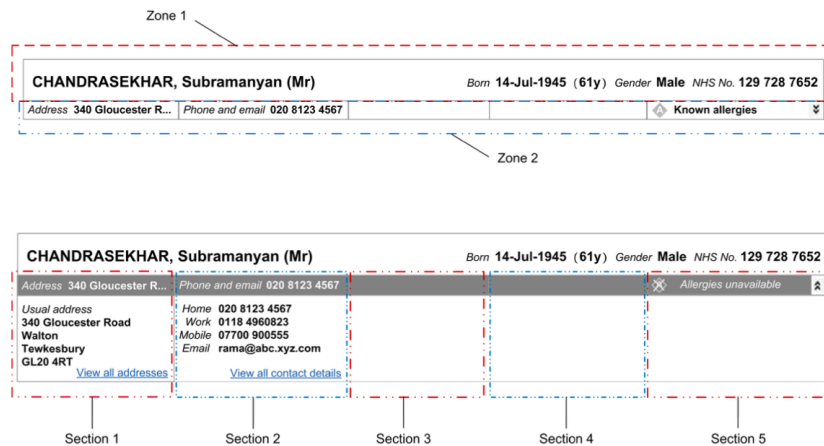 Zone 1
CHANDRASEKHAR, Subramanyan (Mr) Born 14-Jul-1945 (61y) Gender Male NHS No. 129 728 7652
Address 340 Gloucester R... Phone and email 020 8123 4567 A Known allergies
Zone 2
CHANDRASEKHAR, Subramanyan (Mr) Born 14-Jul-1945 (61y) Gender Male NHS No. 129 728 7652
Address 340 Gloucester R... Phone and email 020 8123 4567 Allergies unavailable
Usual address Home 020 8123 4567
340 Gloucester Road Work 0118 4960823
Walton Mobile 07700 900555
Tewkesbury Email rama@abc.xyz.com
GL20 4RT
View all addresses View all contact details
Section 1 Section 2 Section 3 Section 4 Section 5